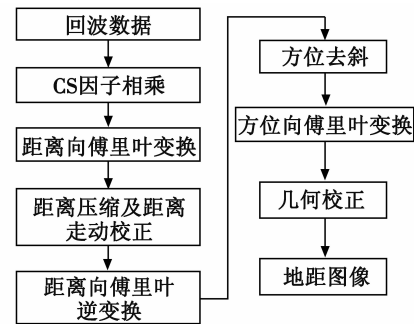 回波数据
CS因子相乘
距离向傅里叶变换
距离压缩及距离
走动校正
距离向傅里叶
逆变换
方位去斜
方位向傅里叶变换
几何校正
地距图像